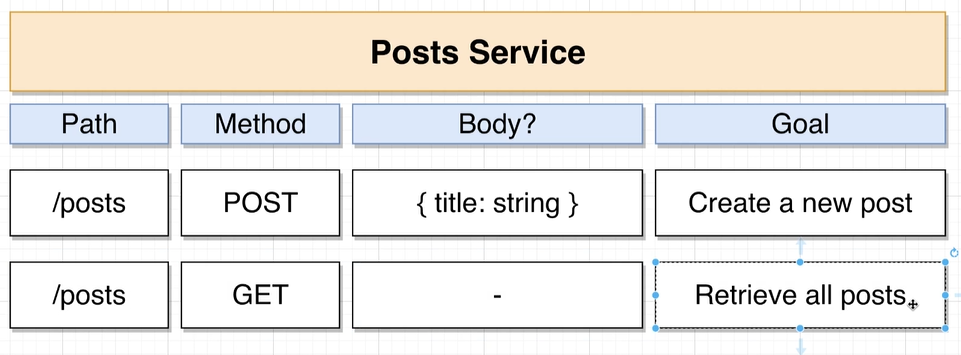 Posts Service
Path Method Body? Goal
/posts POST { title: string } Create a new post
/posts GET - Retrieve all posts